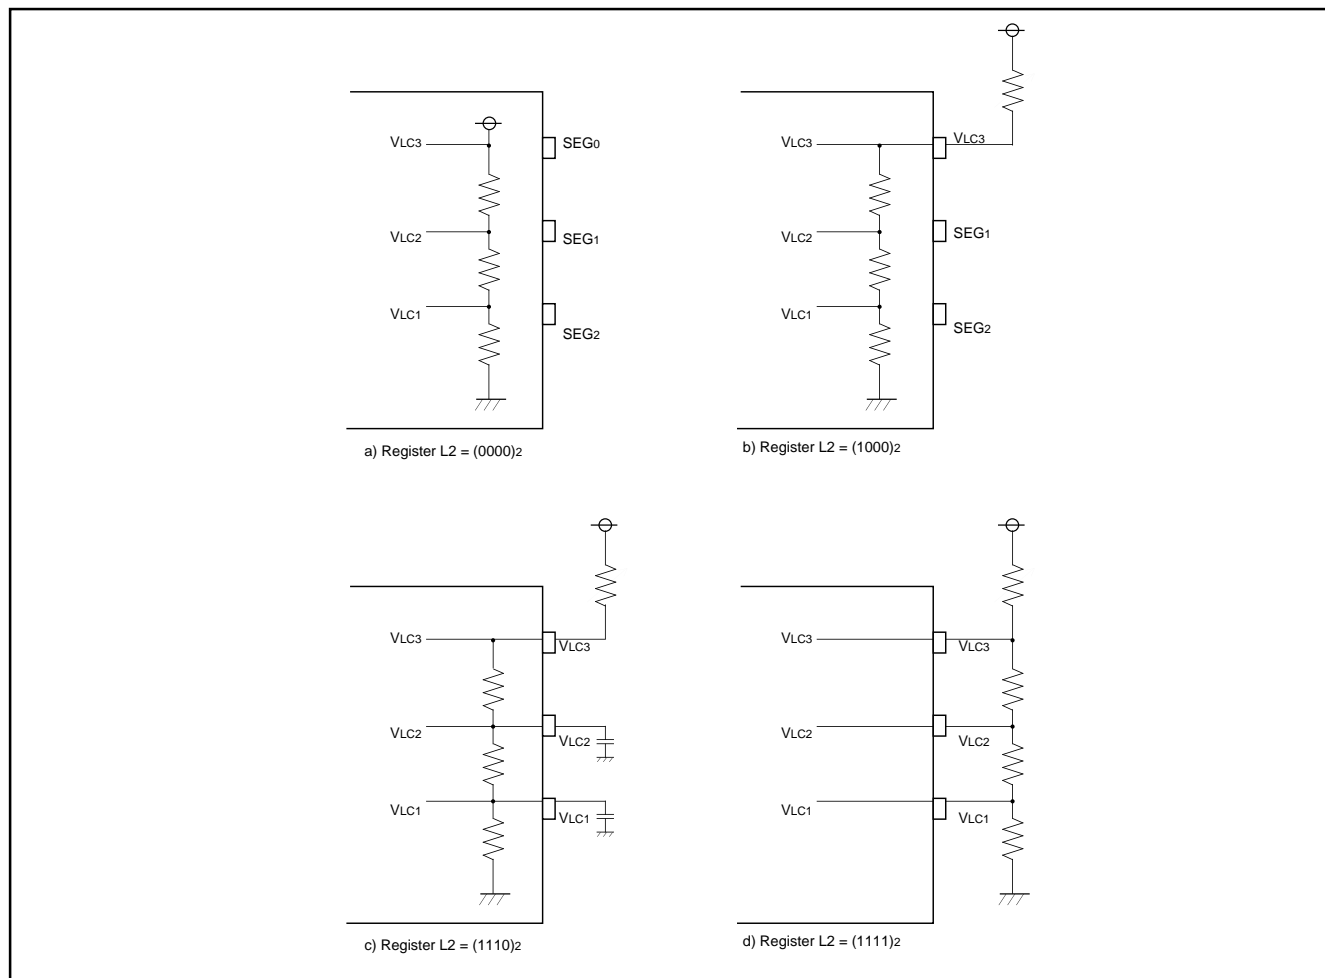 VLC3
SEG0
VLC2
SEG1
VLC1
SEG2
a) Register L2 = (0000)2
VLC3
VLC3
VLC2
SEG1
VLC1
SEG2
b) Register L2 = (1000)2
VLC3
VLC3
VLC2
VLC2
VLC1
VLC1
c) Register L2 = (1110)2
VLC3
VLC3
VLC2
VLC2
VLC1
VLC1
d) Register L2 = (1111)2